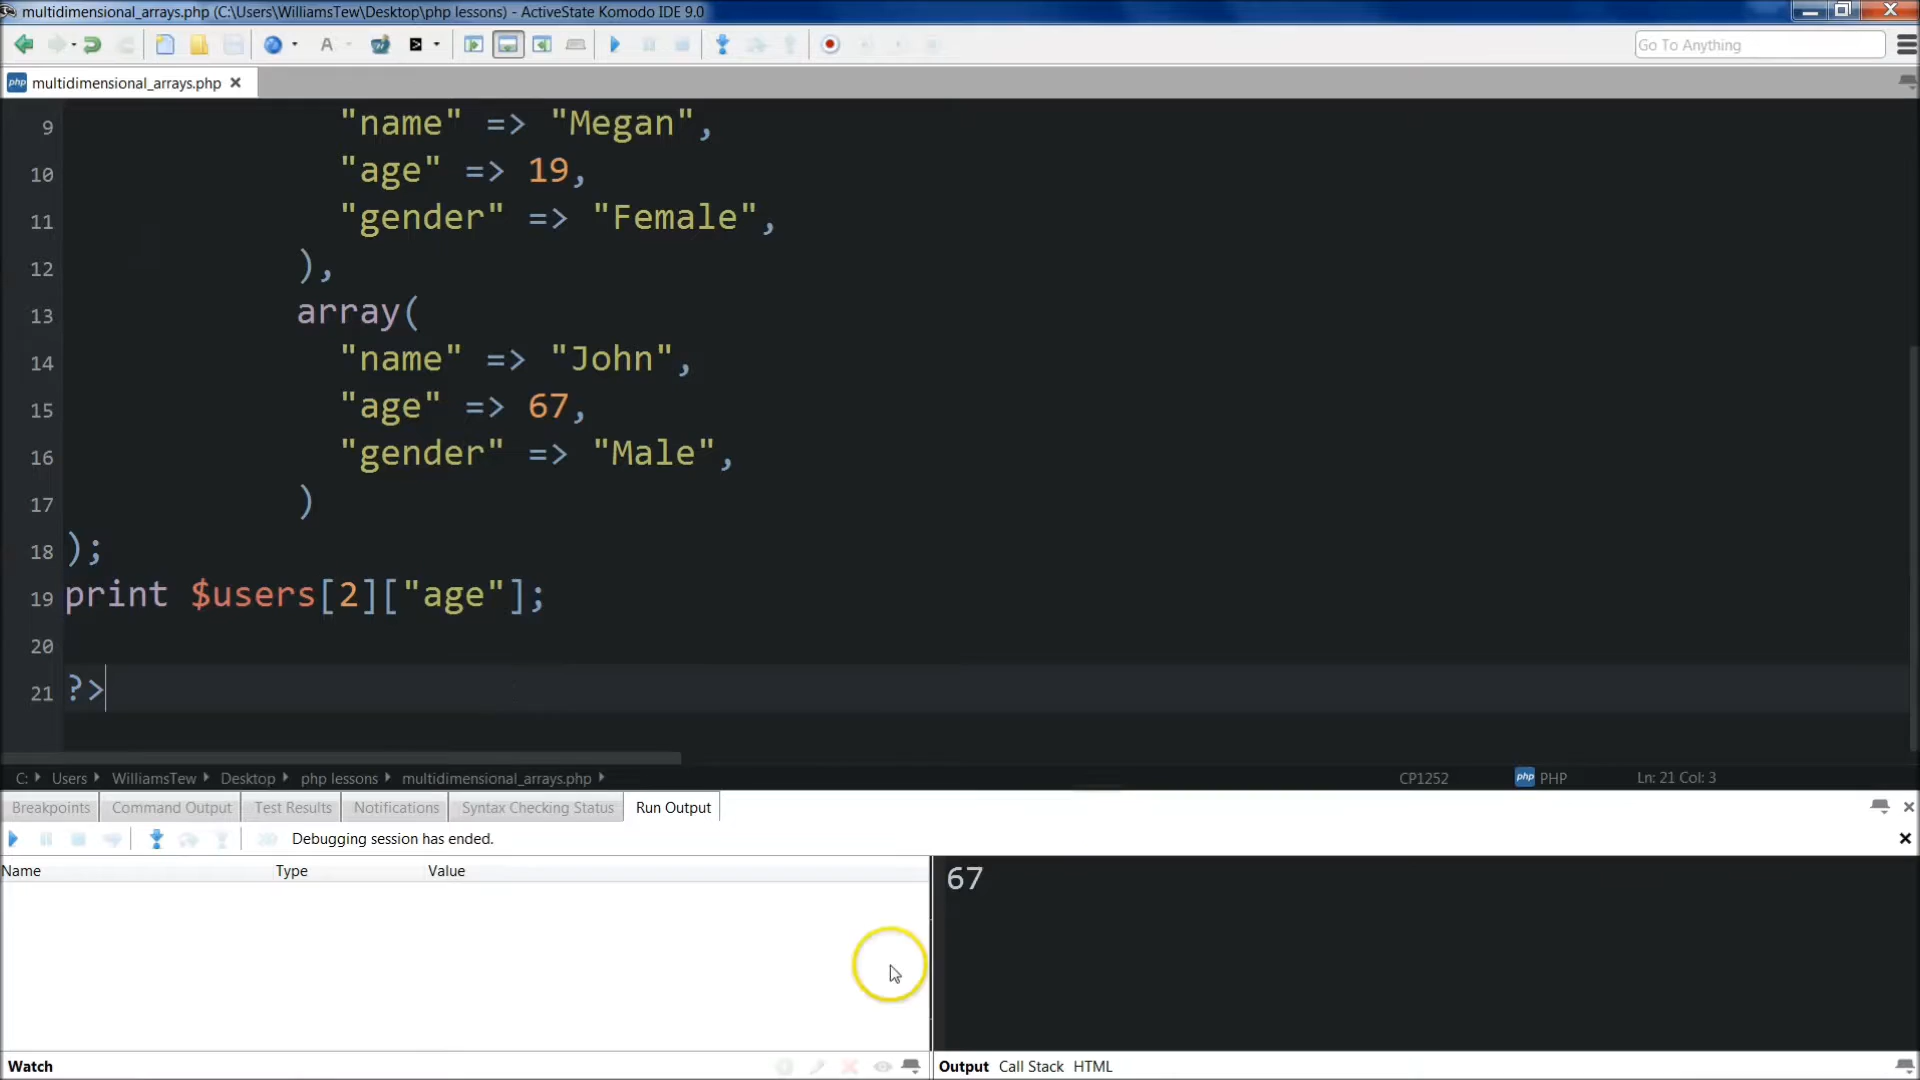 multidimensional_arrays.php (C:\Users\WilliamsTew\Desktop\php lessons) - ActiveState Komodo IDE 9.0
Go To Anything
php multidimensional_arrays.php
9 "name" => "Megan",
10 "age" => 19,
11 "gender" => "Female",
12 ),
13 array(
14 "name" => "John",
15 "age" => 67,
16 "gender" => "Male",
17 )
18 );
19 print $users[2]["age"];
20
21 ?>
C: Users WilliamsTew Desktop php lessons multidimensional_arrays.php CP1252 php PHP Ln: 21 Col: 3
Breakpoints Command Output Test Results Notifications Syntax Checking Status Run Output
Debugging session has ended.
Name Type Value
67
Watch Output Call Stack HTML